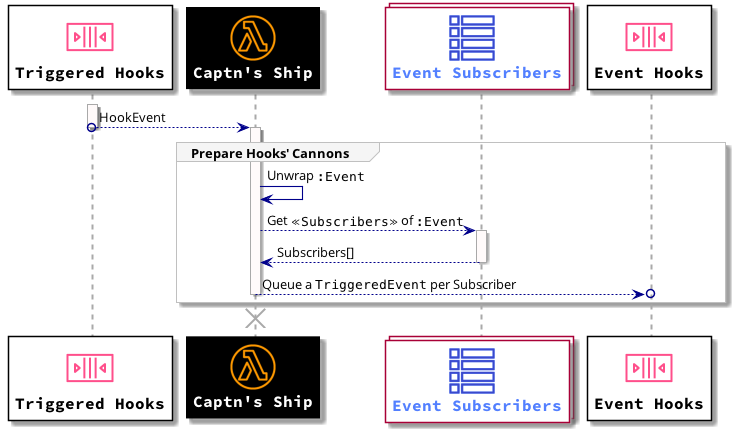 Triggered Hooks
Captn's Ship
Event Subscribers
Event Hooks
HookEvent
Prepare Hooks' Cannons
Unwrap :Event
Get «Subscribers» of :Event
Subscribers[]
Queue a TriggeredEvent per Subscriber
Triggered Hooks
Captn's Ship
Event Subscribers
Event Hooks